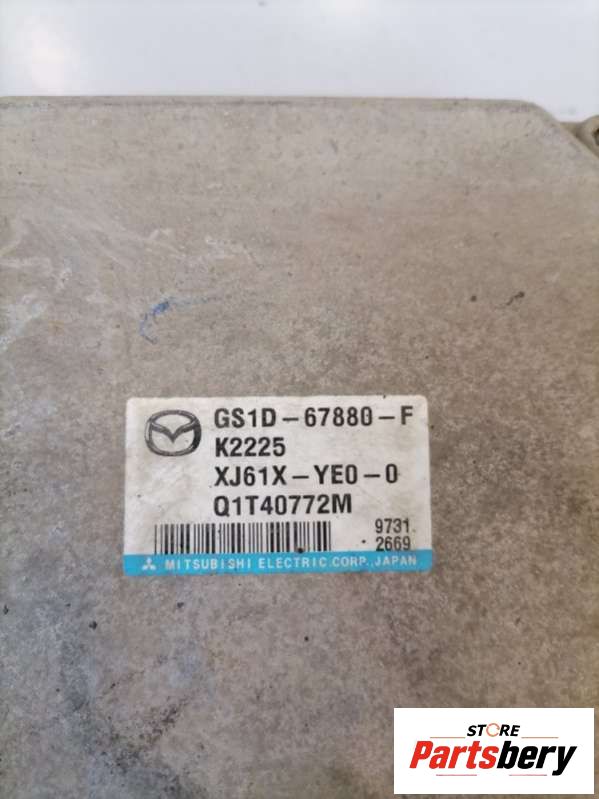 GS1D-67880-F
K2225
XJ61X-YE0-0
Q1T40772M
9731
2669
MITSUBISHI ELECTRIC CORP., JAPAN
STORE
Partsbery